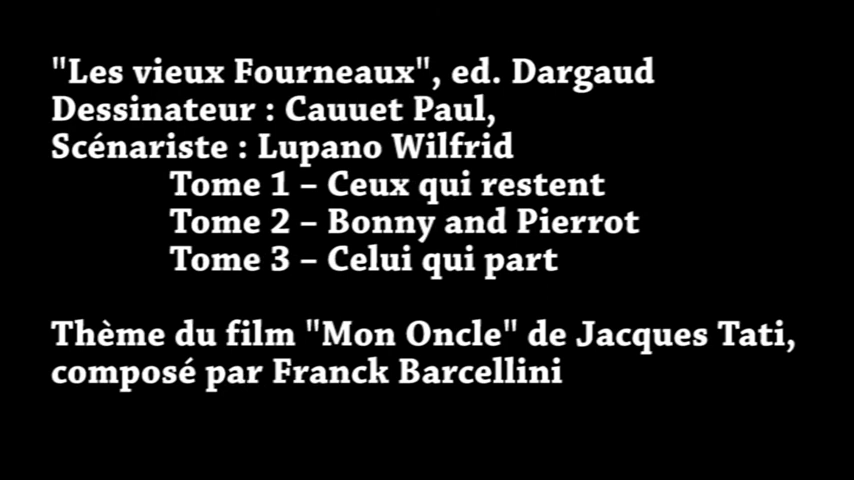 "Les vieux Fourneaux", ed. Dargaud
Dessinateur : Cauuet Paul,
Scénariste : Lupano Wilfrid
Tome 1 – Ceux qui restent
Tome 2 – Bonny and Pierrot
Tome 3 – Celui qui part
Thème du film "Mon Oncle" de Jacques Tati,
composé par Franck Barcellini